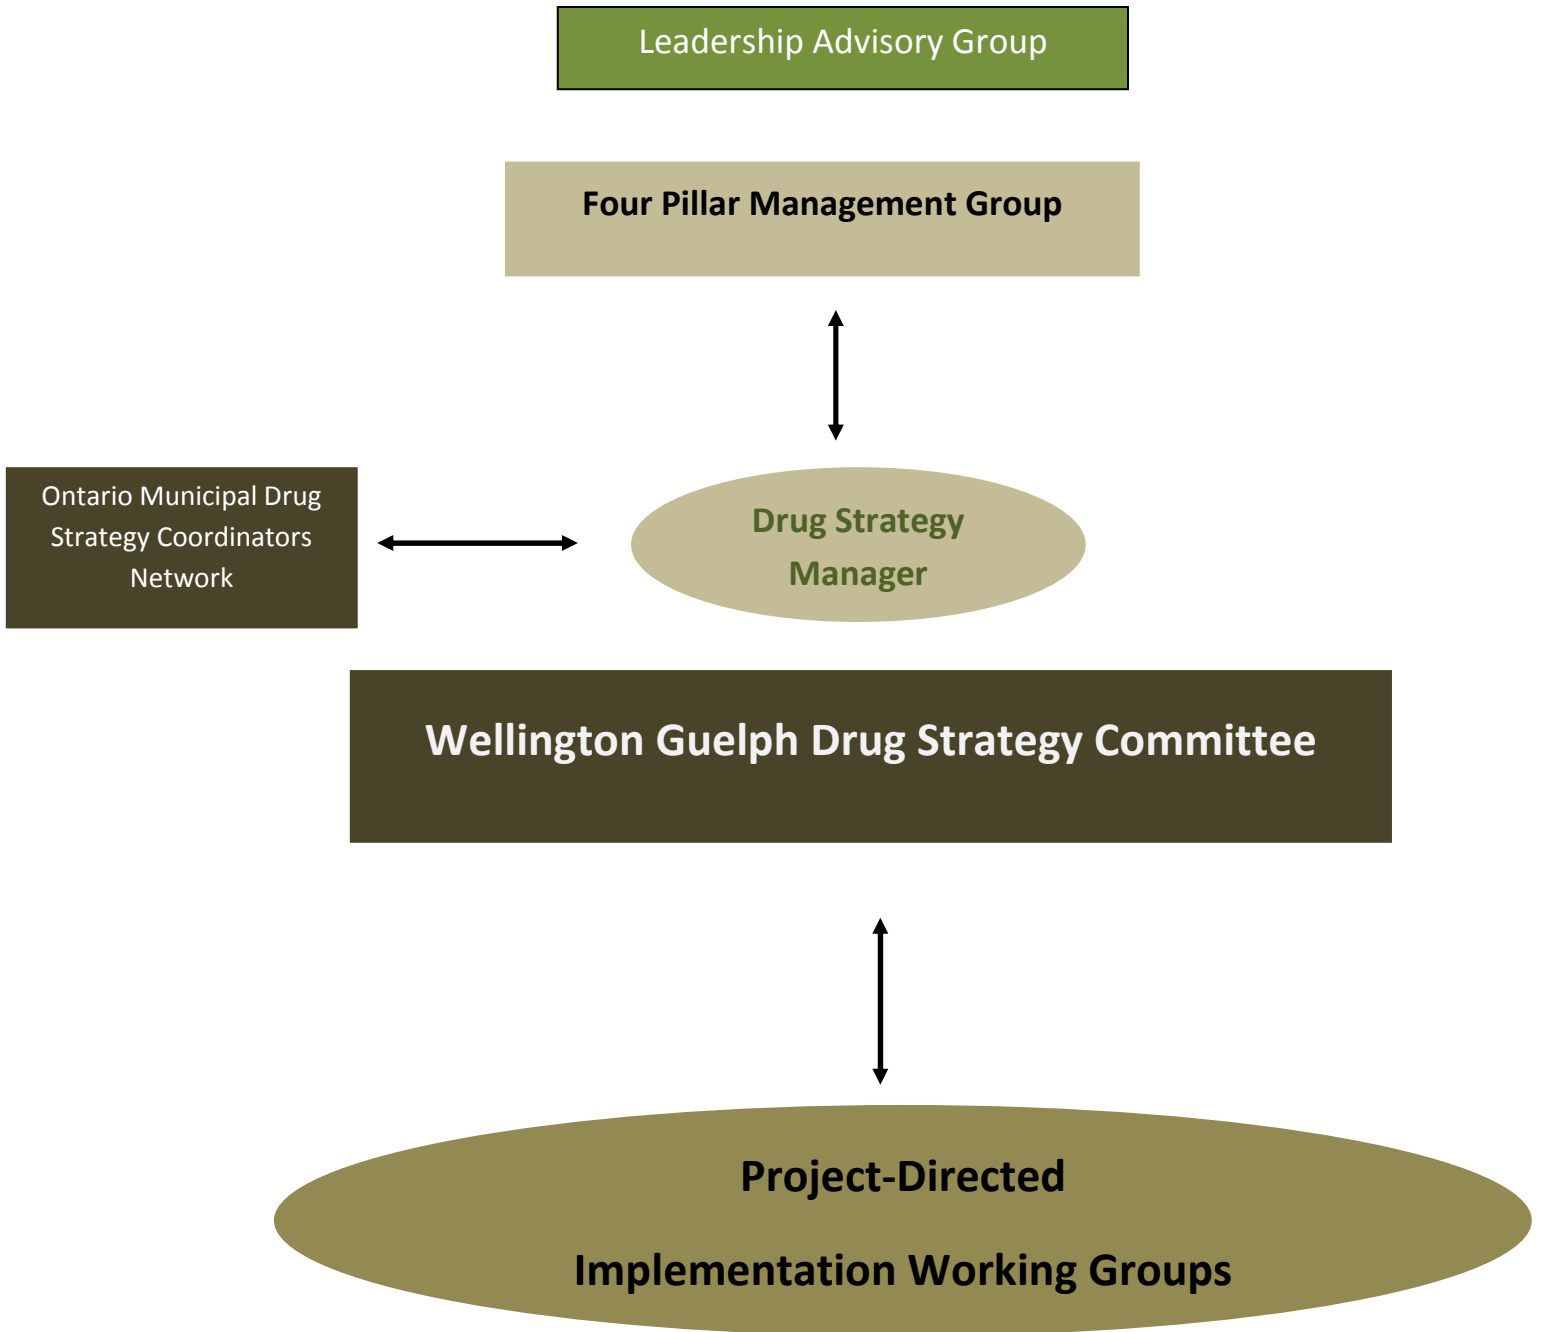 Leadership Advisory Group
Four Pillar Management Group
Ontario Municipal Drug
Strategy Coordinators
Network
Drug Strategy
Manager
Wellington Guelph Drug Strategy Committee
Project-Directed
Implementation Working Groups